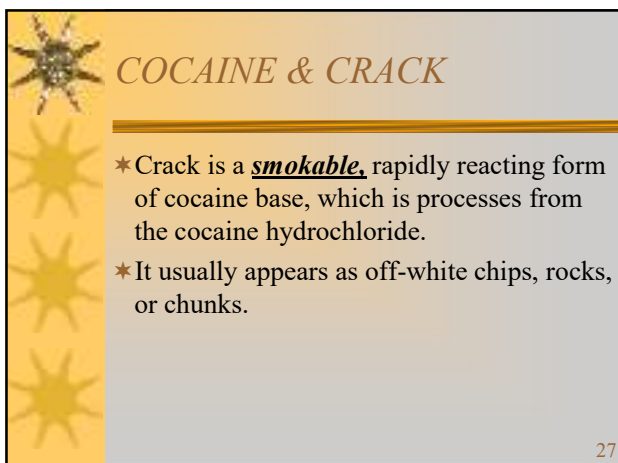 COCAINE & CRACK
✶Crack is a smokable, rapidly reacting form
of cocaine base, which is processes from
the cocaine hydrochloride.
✶It usually appears as off-white chips, rocks,
or chunks.
27